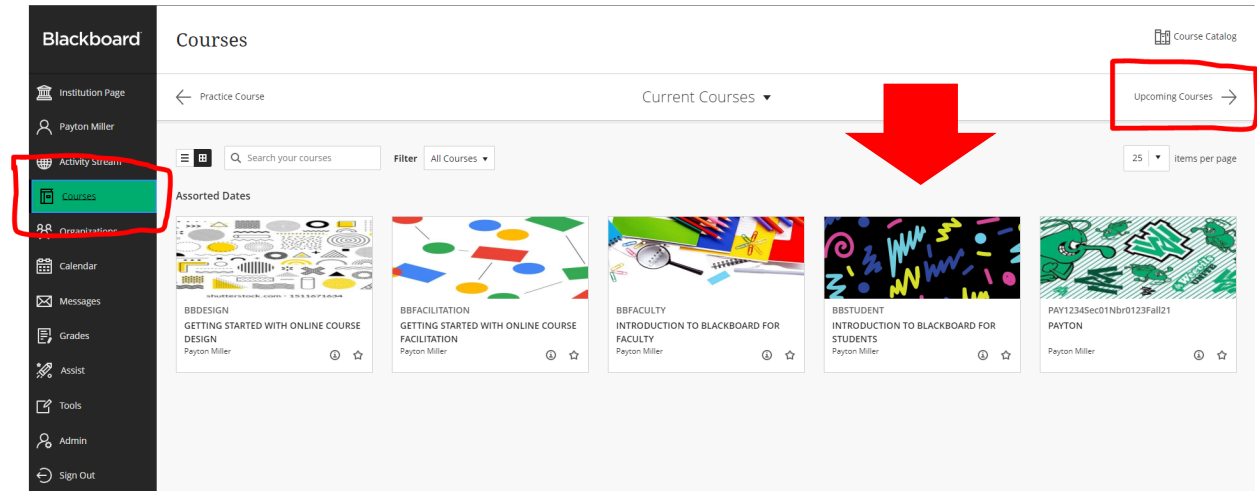 Blackboard
Courses
Course Catalog
Institution Page
Payton Miller
Activity Stream
Courses
Organizations
Calendar
Messages
Grades
Assist
Tools
Admin
Sign Out
Practice Course
Current Courses
Upcoming Courses
Search your courses
Filter
All Courses
25
items per page
Assorted Dates
shutterstock.com · 1511671634
BBDESIGN
GETTING STARTED WITH ONLINE COURSE
DESIGN
Payton Miller
BBFACILITATION
GETTING STARTED WITH ONLINE COURSE
FACILITATION
Payton Miller
BBFACULTY
INTRODUCTION TO BLACKBOARD FOR
FACULTY
Payton Miller
BBSTUDENT
INTRODUCTION TO BLACKBOARD FOR
STUDENTS
Payton Miller
PAY1234Sec01Nbr0123Fall21
PAYTON
Payton Miller